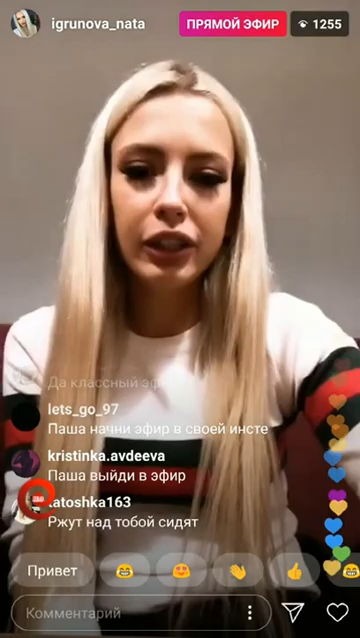 igrunova_nata
ПРЯМОЙ ЭФИР
1255
Да классный эф
lets_go_97
Паша начни эфир в своей инсте
kristinka.avdeeva
Паша выйди в эфир
atoshka163
Ржут над тобой сидят
Привет
Комментарий